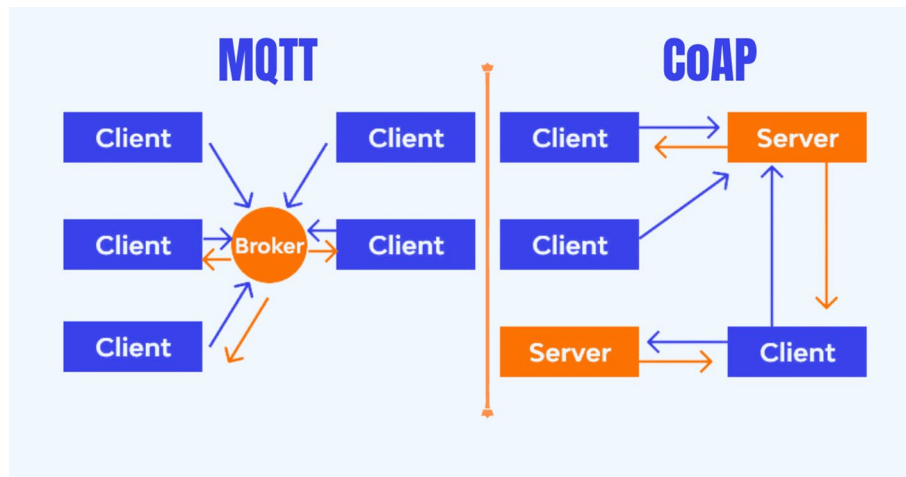 MQTT
Client
Client
Client
Broker
Client
Client
CoAP
Client
Server
Client
Server
Client